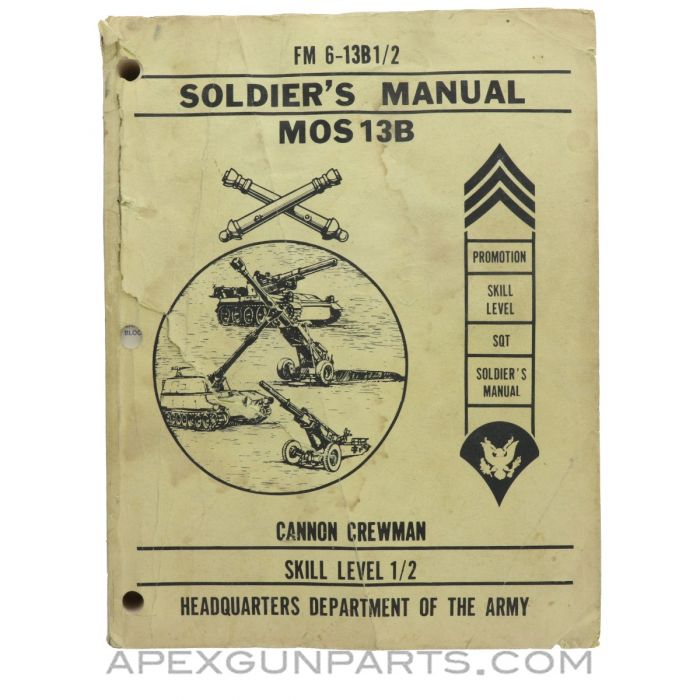 FM 6-13B1/2
SOLDIER'S MANUAL
MOS 13B
PROMOTION
SKILL
LEVEL
SQT
SOLDIER'S
MANUAL
CANNON CREWMAN
SKILL LEVEL 1/2
HEADQUARTERS DEPARTMENT OF THE ARMY
APEXGUNPARTS.COM